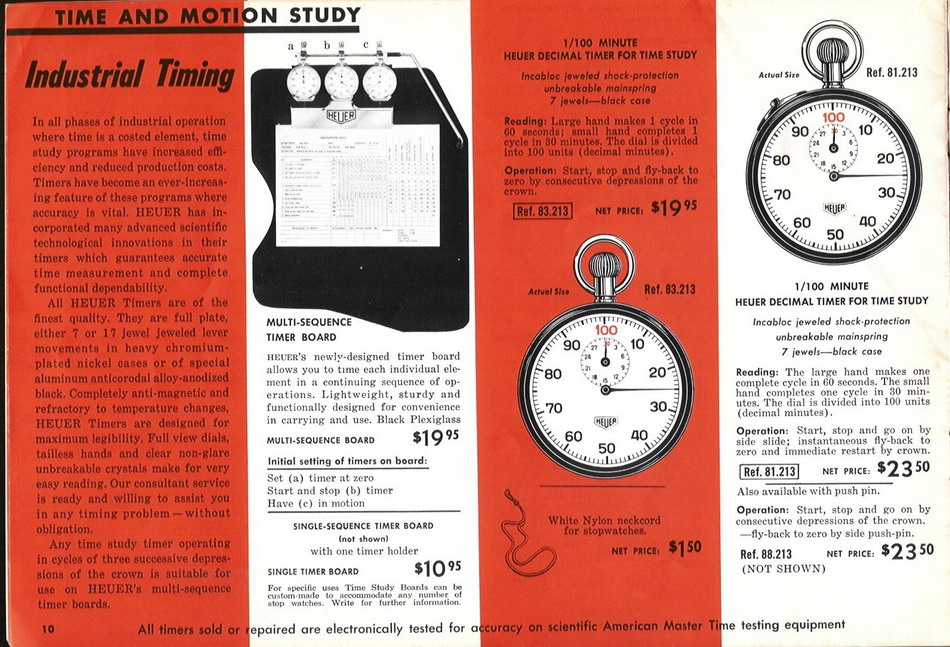 TIME AND MOTION STUDY
Industrial Timing
In all phases of industrial operation
where time is a costed element, time
study programs have increased effi-
ciency and reduced production costs.
Timers have become an ever-increas-
ing feature of these programs where
accuracy is vital. HEUER has in-
corporated many advanced scientific
technological innovations in their
timers which guarantees accurate
time measurement and complete
functional dependability.
All HEUER Timers are of the
finest quality. They are full plate,
either 7 or 17 jewel jeweled lever
movements in heavy chromium-
plated nickel cases or of special
aluminum anticorodal alloy-anodized
black. Completely anti-magnetic and
refractory to temperature changes,
HEUER Timers are designed for
maximum legibility. Full view dials,
tailless hands and clear non-glare
unbreakable crystals make for very
easy reading. Our consultant service
is ready and willing to assist you
in any timing problem — without
obligation.
Any time study timer operating
in cycles of three successive depres-
sions of the crown is suitable for
use on HEUER's multi-sequence
timer boards.
a b c
HEUER
MULTI-SEQUENCE
TIMER BOARD
HEUER's newly-designed timer board
allows you to time each individual ele-
ment in a continuing sequence of op-
erations. Lightweight, sturdy and
functionally designed for convenience
in carrying and use. Black Plexiglass
MULTI-SEQUENCE BOARD $19 95
Initial setting of timers on board:
Set (a) timer at zero
Start and stop (b) timer
Have (c) in motion
SINGLE-SEQUENCE TIMER BOARD
(not shown)
with one timer holder
SINGLE TIMER BOARD $10 95
For specific uses Time Study Boards can be
custom-made to accommodate any number of
stop watches. Write for further information.
1/100 MINUTE
HEUER DECIMAL TIMER FOR TIME STUDY
Incabloc jeweled shock-protection
unbreakable mainspring
7 jewels—black case
Reading: Large hand makes 1 cycle in
60 seconds; small hand completes 1
cycle in 30 minutes. The dial is divided
into 100 units (decimal minutes).
Operation: Start, stop and fly-back to
zero by consecutive depressions of the
crown.
Ref. 83.213 NET PRICE: $19 95
Actual Size Ref. 83.213
100
90 10
80 20
70 30
60 40
50
HEUER
White Nylon neckcord
for stopwatches.
NET PRICE: $1 50
Actual Size Ref. 81.213
100
90 10
80 20
70 30
60 40
50
HEUER
1/100 MINUTE
HEUER DECIMAL TIMER FOR TIME STUDY
Incabloc jeweled shock-protection
unbreakable mainspring
7 jewels—black case
Reading: The large hand makes one
complete cycle in 60 seconds. The small
hand completes one cycle in 30 min-
utes. The dial is divided into 100 units
(decimal minutes).
Operation: Start, stop and go on by
side slide; instantaneous fly-back to
zero and immediate restart by crown.
Ref. 81.213 NET PRICE: $23 50
Also available with push pin.
Operation: Start, stop and go on by
consecutive depressions of the crown.
—fly-back to zero by side push-pin.
Ref. 88.213 NET PRICE: $23 50
(NOT SHOWN)
10 All timers sold or repaired are electronically tested for accuracy on scientific American Master Time testing equipment